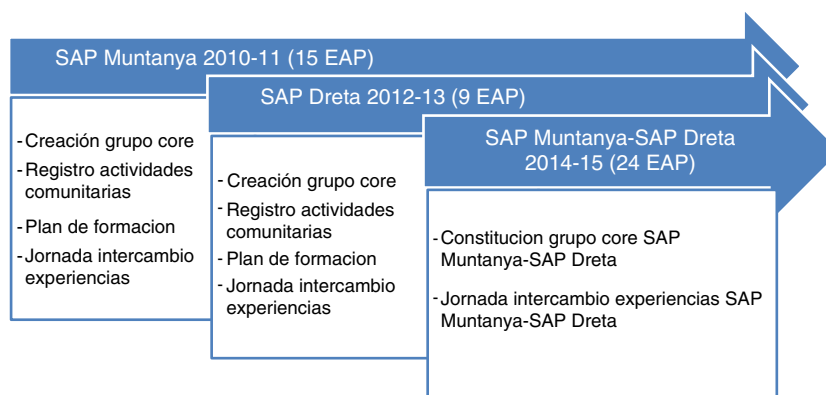 SAP Muntanya 2010-11 (15 EAP)
- Creación grupo core
- Registro actividades
comunitarias
- Plan de formacion
- Jornada intercambio
experiencias
SAP Dreta 2012-13 (9 EAP)
- Creación grupo core
- Registro actividades
comunitarias
- Plan de formacion
- Jornada intercambio
experiencias
SAP Muntanya-SAP Dreta
2014-15 (24 EAP)
- Constitucion grupo core SAP
Muntanya-SAP Dreta
- Jornada intercambio experiencias SAP
Muntanya-SAP Dreta